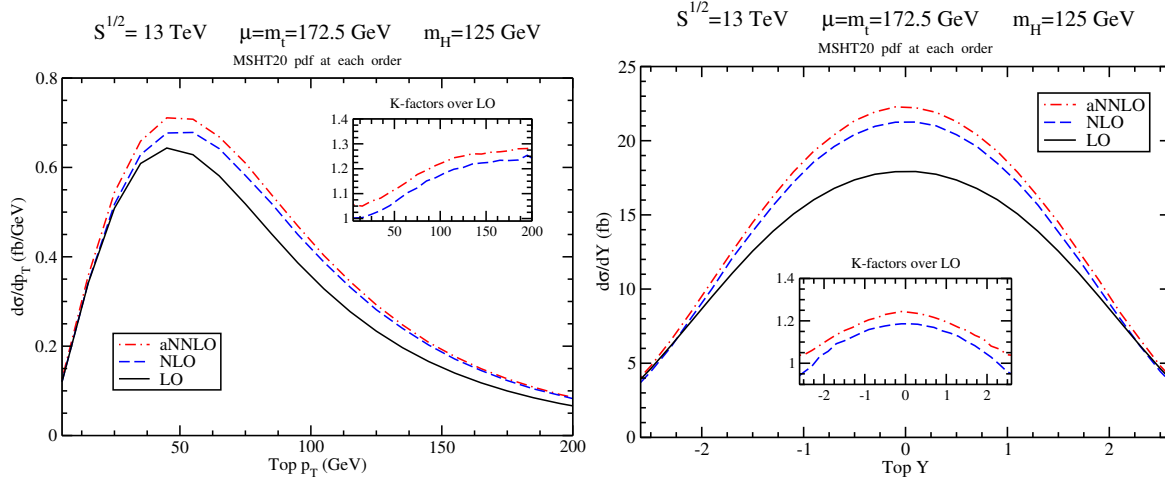 S^1/2= 13 TeV μ=m_t=172.5 GeV m_H=125 GeV
MSHT20 pdf at each order
0.8
0.6
0.4
0.2
0
dσ/dp_T (fb/GeV)
K-factors over LO
1.4
1.3
1.2
1.1
1
50 100 150 200
aNNLO
NLO
LO
50 100 150 200
Top p_T (GeV)
S^1/2=13 TeV μ=m_t=172.5 GeV m_H=125 GeV
MSHT20 pdf at each order
25
20
15
10
5
0
dσ/dY (fb)
aNNLO
NLO
LO
K-factors over LO
1.4
1.2
1
-2 -1 0 1 2
-2 -1 0 1 2
Top Y